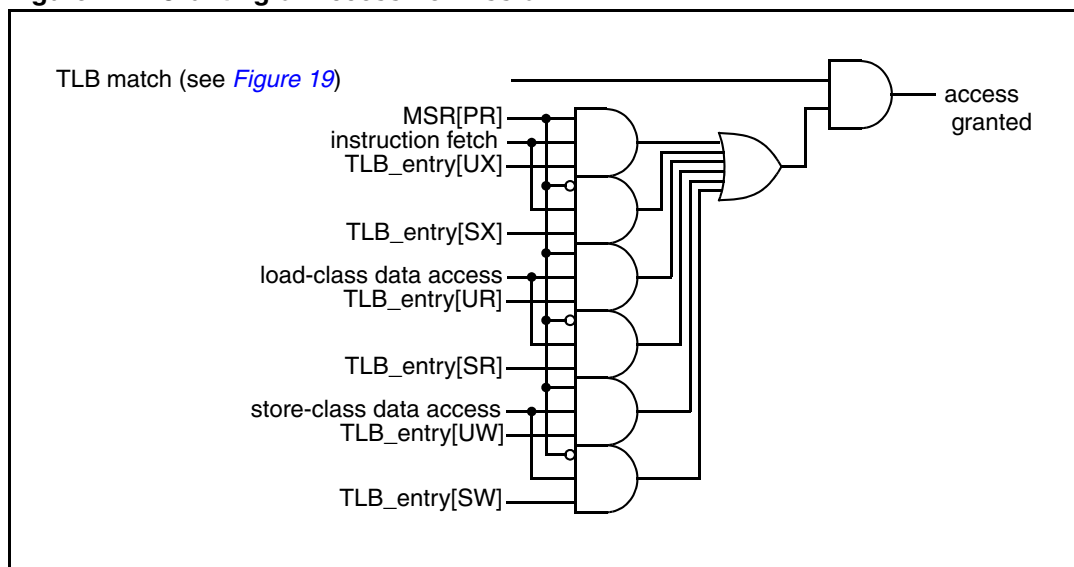 TLB match (see Figure 19)
MSR[PR]
instruction fetch
TLB_entry[UX]
TLB_entry[SX]
load-class data access
TLB_entry[UR]
TLB_entry[SR]
store-class data access
TLB_entry[UW]
TLB_entry[SW]
access
granted